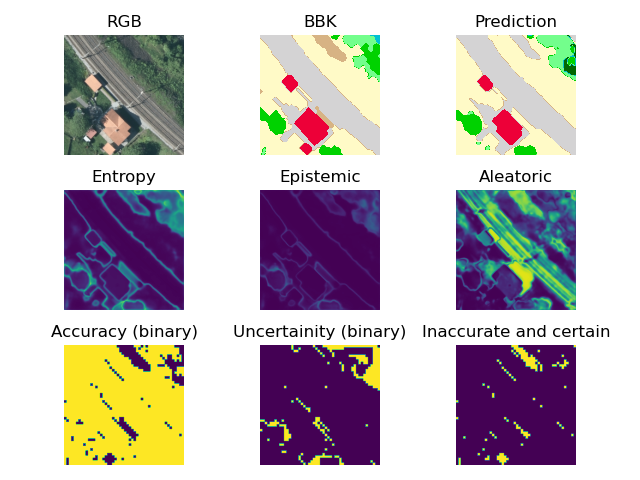 RGB
BBK
Prediction
Entropy
Epistemic
Aleatoric
Accuracy (binary)
Uncertainity (binary)
Inaccurate and certain